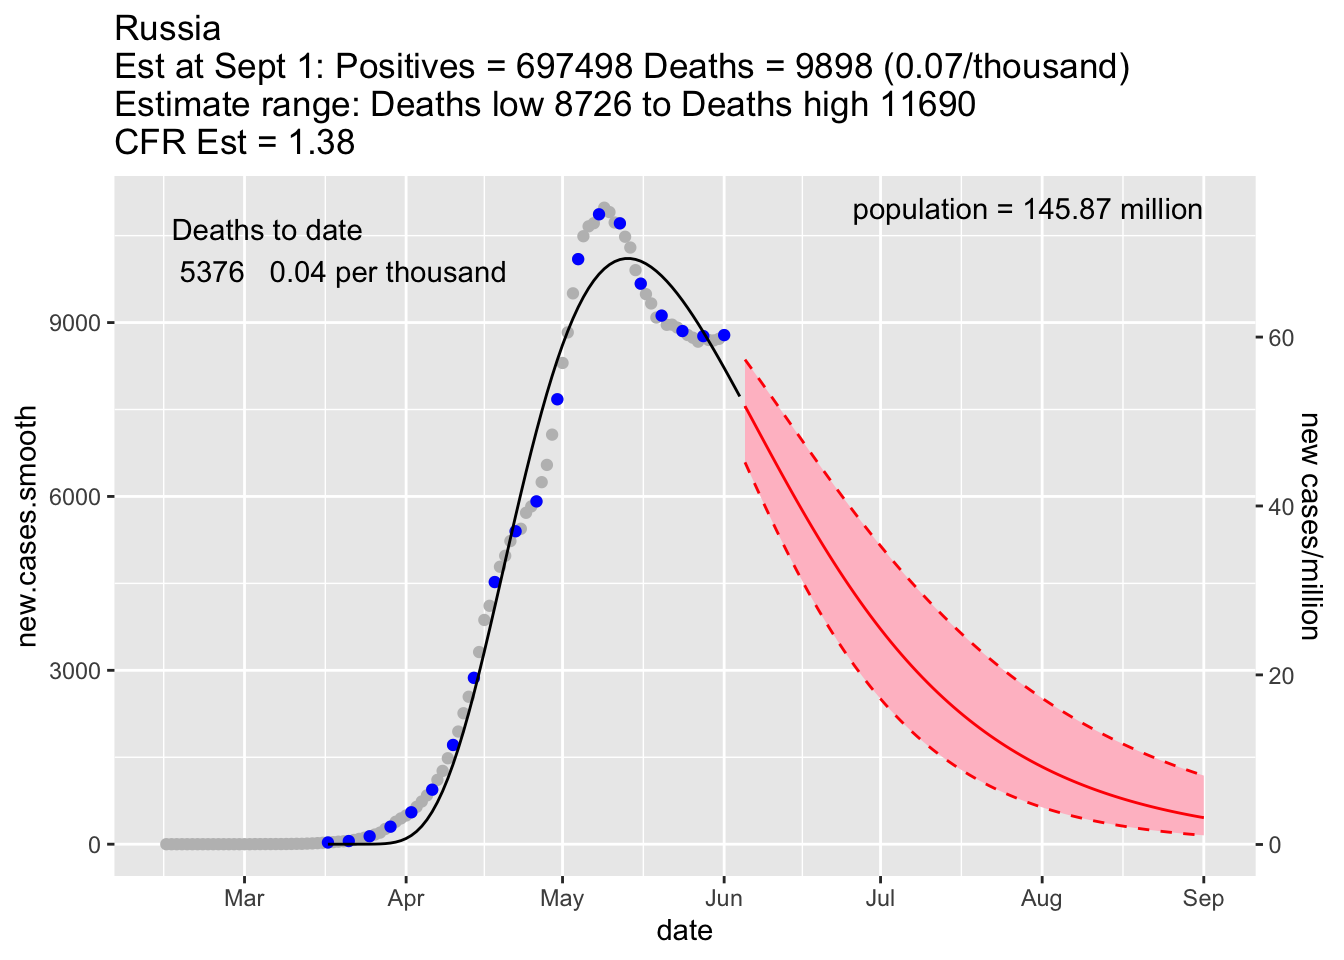 Russia
Est at Sept 1: Positives = 697498 Deaths = 9898 (0.07/thousand)
Estimate range: Deaths low 8726 to Deaths high 11690
CFR Est = 1.38
population = 145.87 million
Deaths to date
5376 0.04 per thousand
new.cases.smooth
9000
6000
3000
0
60
40
20
0
new cases/million
Mar Apr May Jun Jul Aug Sep
date